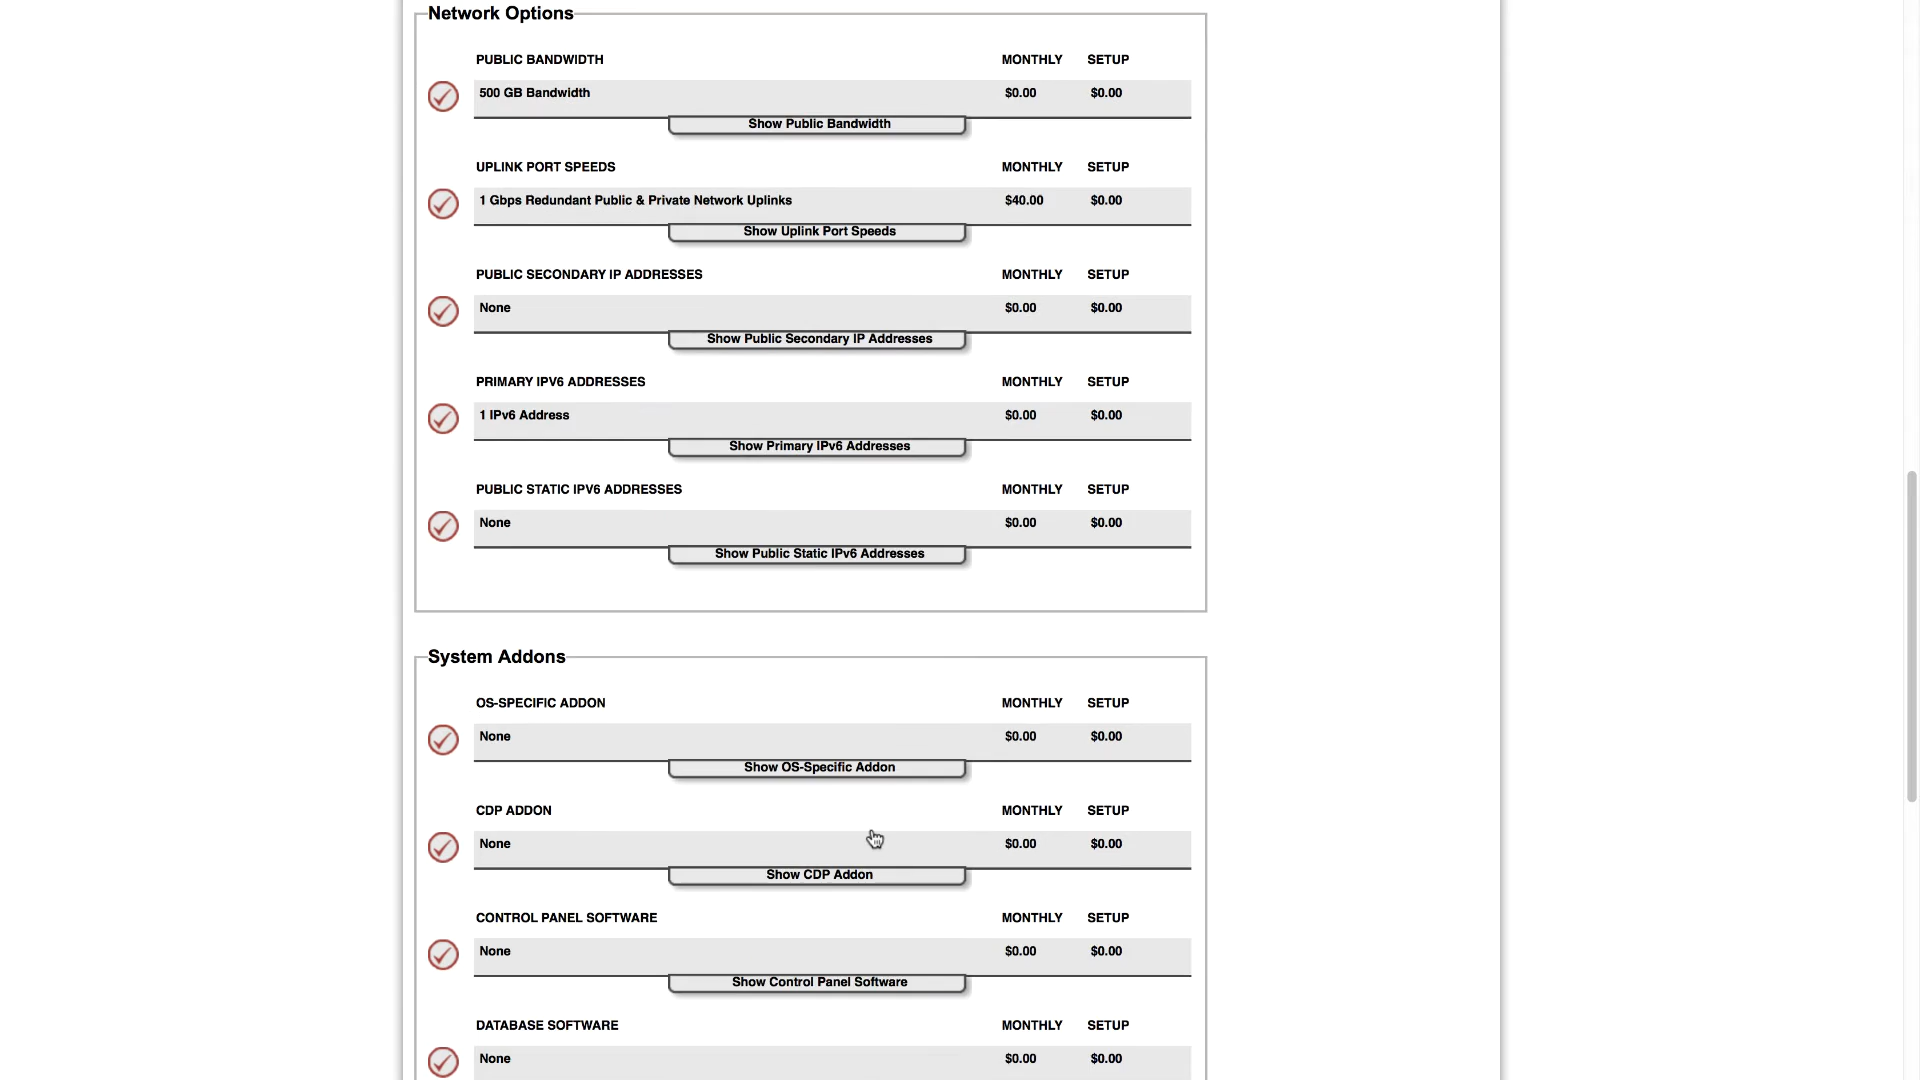 Network Options
PUBLIC BANDWIDTH MONTHLY SETUP
500 GB Bandwidth $0.00 $0.00
Show Public Bandwidth
UPLINK PORT SPEEDS MONTHLY SETUP
1 Gbps Redundant Public & Private Network Uplinks $40.00 $0.00
Show Uplink Port Speeds
PUBLIC SECONDARY IP ADDRESSES MONTHLY SETUP
None $0.00 $0.00
Show Public Secondary IP Addresses
PRIMARY IPV6 ADDRESSES MONTHLY SETUP
1 IPv6 Address $0.00 $0.00
Show Primary IPv6 Addresses
PUBLIC STATIC IPV6 ADDRESSES MONTHLY SETUP
None $0.00 $0.00
Show Public Static IPv6 Addresses
System Addons
OS-SPECIFIC ADDON MONTHLY SETUP
None $0.00 $0.00
Show OS-Specific Addon
CDP ADDON MONTHLY SETUP
None $0.00 $0.00
Show CDP Addon
CONTROL PANEL SOFTWARE MONTHLY SETUP
None $0.00 $0.00
Show Control Panel Software
DATABASE SOFTWARE MONTHLY SETUP
None $0.00 $0.00